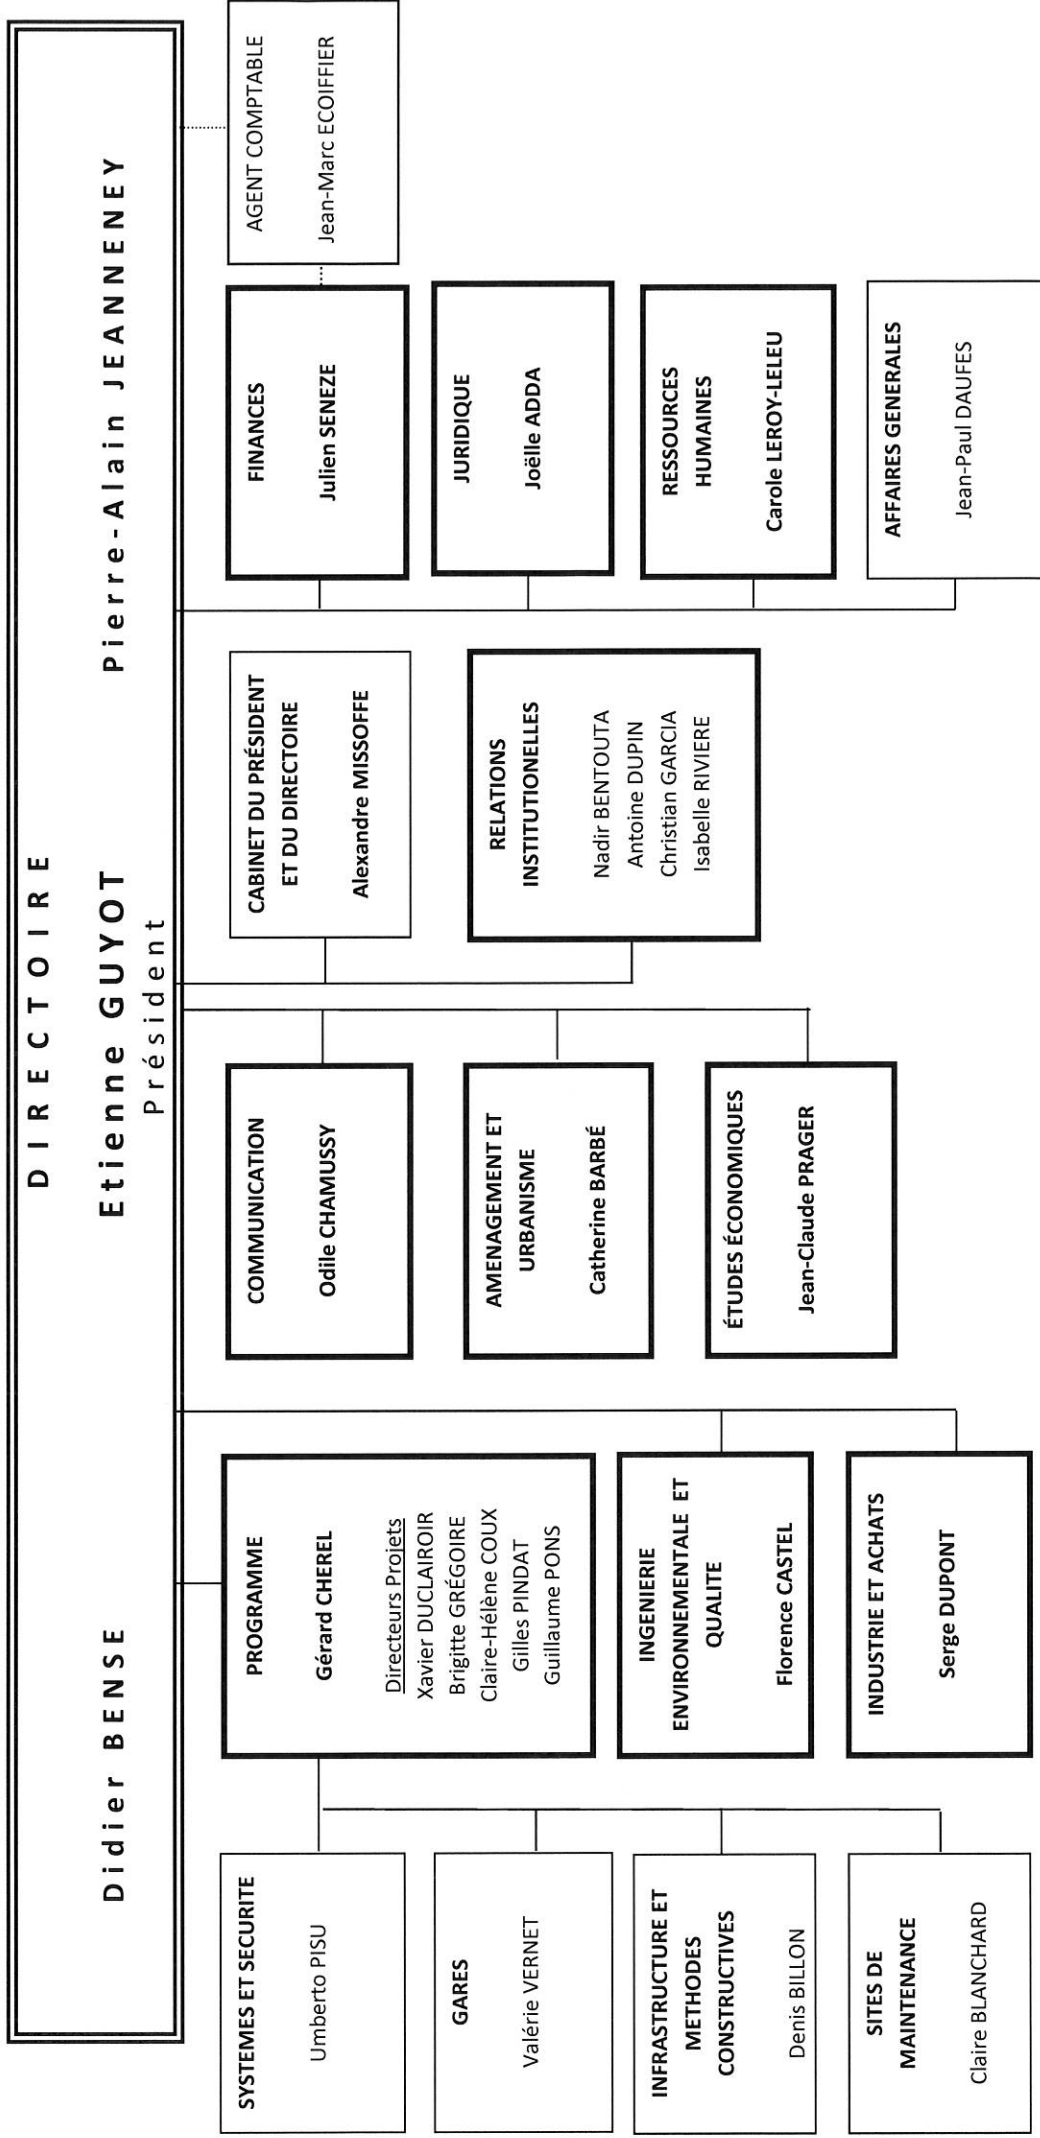 DIRECTOIRE
Didier BENSE
Etienne GUYOT
Président
Pierre-Alain JEANNENEY
SYSTEMES ET SECURITE
Umberto PISU
GARES
Valérie VERNET
INFRASTRUCTURE ET
METHODES
CONSTRUCTIVES
Denis BILLON
SITES DE
MAINTENANCE
Claire BLANCHARD
PROGRAMME
Gérard CHEREL
Directeurs Projets
Xavier DUCLAIROIR
Brigitte GRÉGOIRE
Claire-Hélène COUX
Gilles PINDAT
Guillaume PONS
INGENIERIE
ENVIRONNEMENTALE ET
QUALITE
Florence CASTEL
INDUSTRIE ET ACHATS
Serge DUPONT
COMMUNICATION
Odile CHAMUSSY
AMENAGEMENT ET
URBANISME
Catherine BARBÉ
ÉTUDES ÉCONOMIQUES
Jean-Claude PRAGER
CABINET DU PRÉSIDENT
ET DU DIRECTOIRE
Alexandre MISSOFFE
RELATIONS
INSTITUTIONELLES
Nadir BENTOUTA
Antoine DUPIN
Christian GARCIA
Isabelle RIVIERE
FINANCES
Julien SENEZE
JURIDIQUE
Joëlle ADDA
RESSOURCES
HUMAINES
Carole LEROY-LELEU
AFFAIRES GENERALES
Jean-Paul DAUFES
AGENT COMPTABLE
Jean-Marc ECOIFFIER